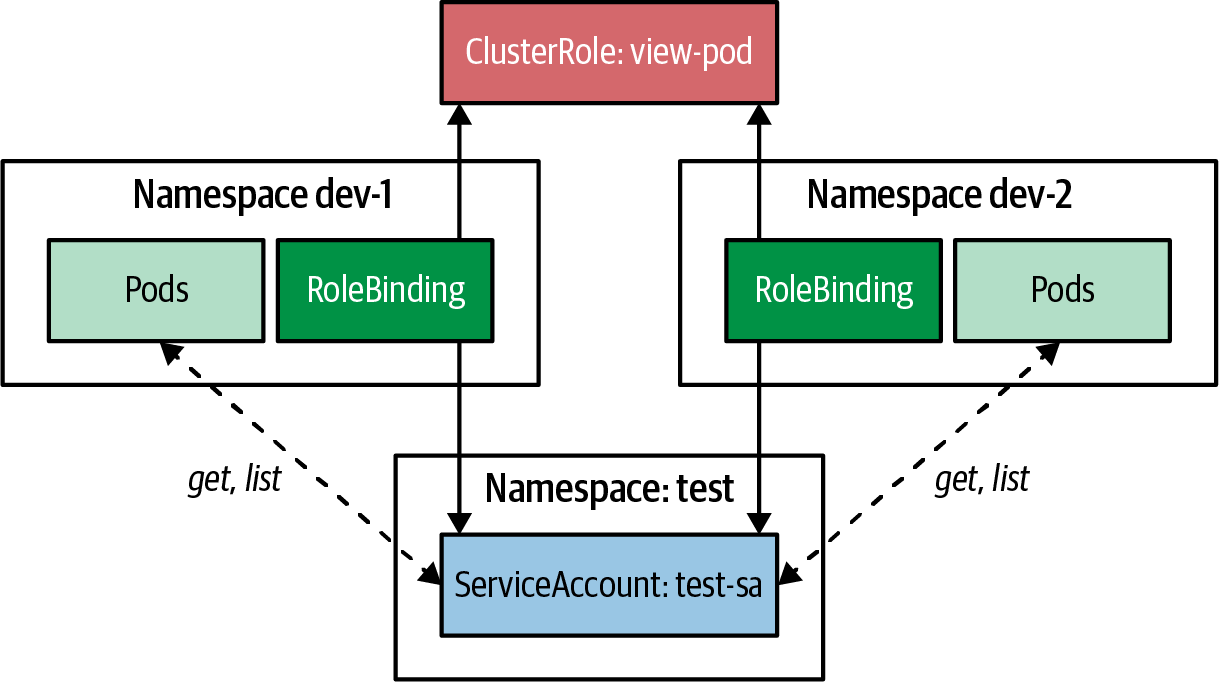 ClusterRole: view-pod
Namespace dev-1
Namespace dev-2
Pods
RoleBinding
RoleBinding
Pods
get, list
get, list
Namespace: test
ServiceAccount: test-sa